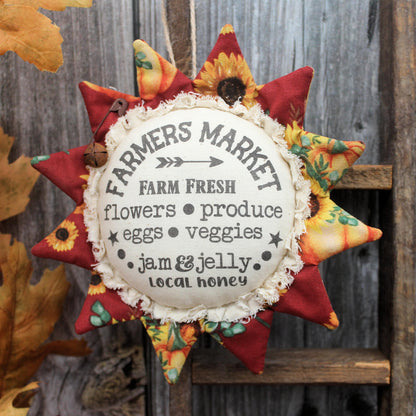 FARMERS MARKET
FARM FRESH
flowers • produce
eggs • veggies
★ jam & jelly ★
LOCAL HONEY